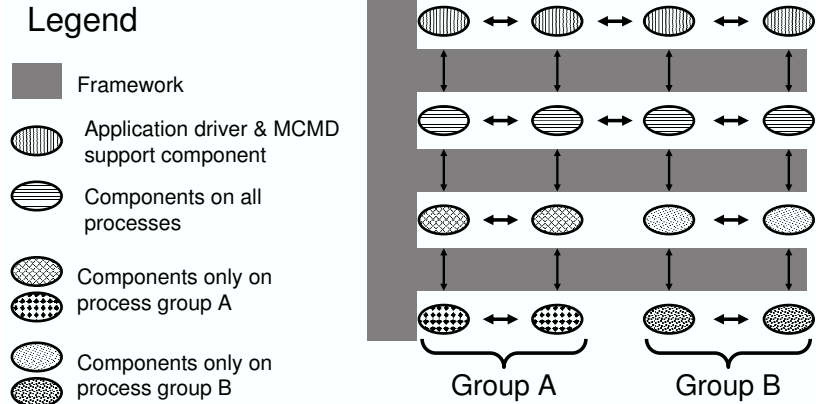 Legend
Framework
Application driver & MCMD
support component
Components on all
processes
Components only on
process group A
Components only on
process group B
Group A
Group B